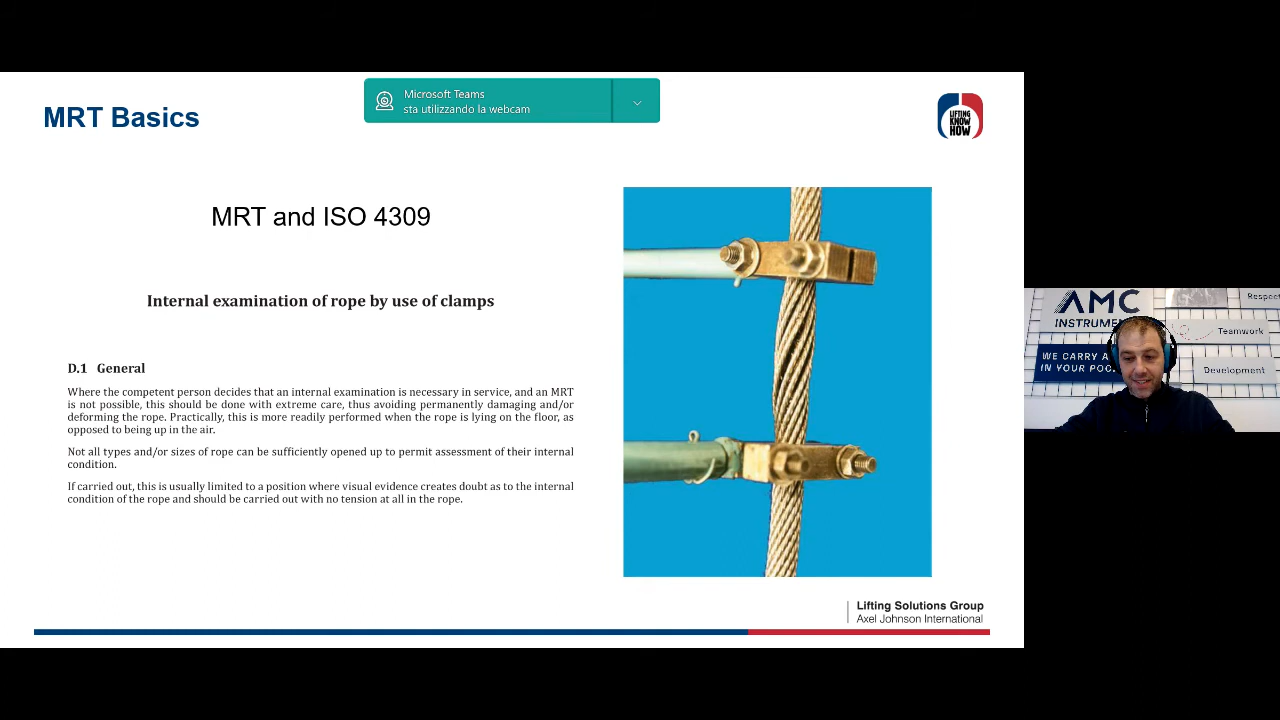 MRT Basics
Microsoft Teams
sta utilizzando la webcam
LIFTING
KNOW
HOW
MRT and ISO 4309
Internal examination of rope by use of clamps
D.1 General
Where the competent person decides that an internal examination is necessary in service, and an MRT
is not possible, this should be done with extreme care, thus avoiding permanently damaging and/or
deforming the rope. Practically, this is more readily performed when the rope is lying on the floor, as
opposed to being up in the air.
Not all types and/or sizes of rope can be sufficiently opened up to permit assessment of their internal
condition.
If carried out, this is usually limited to a position where visual evidence creates doubt as to the internal
condition of the rope and should be carried out with no tension at all in the rope.
Lifting Solutions Group
Axel Johnson International
AMC
INSTRUME
Respect
Teamwork
WE CARRY A
IN YOUR POC
Development